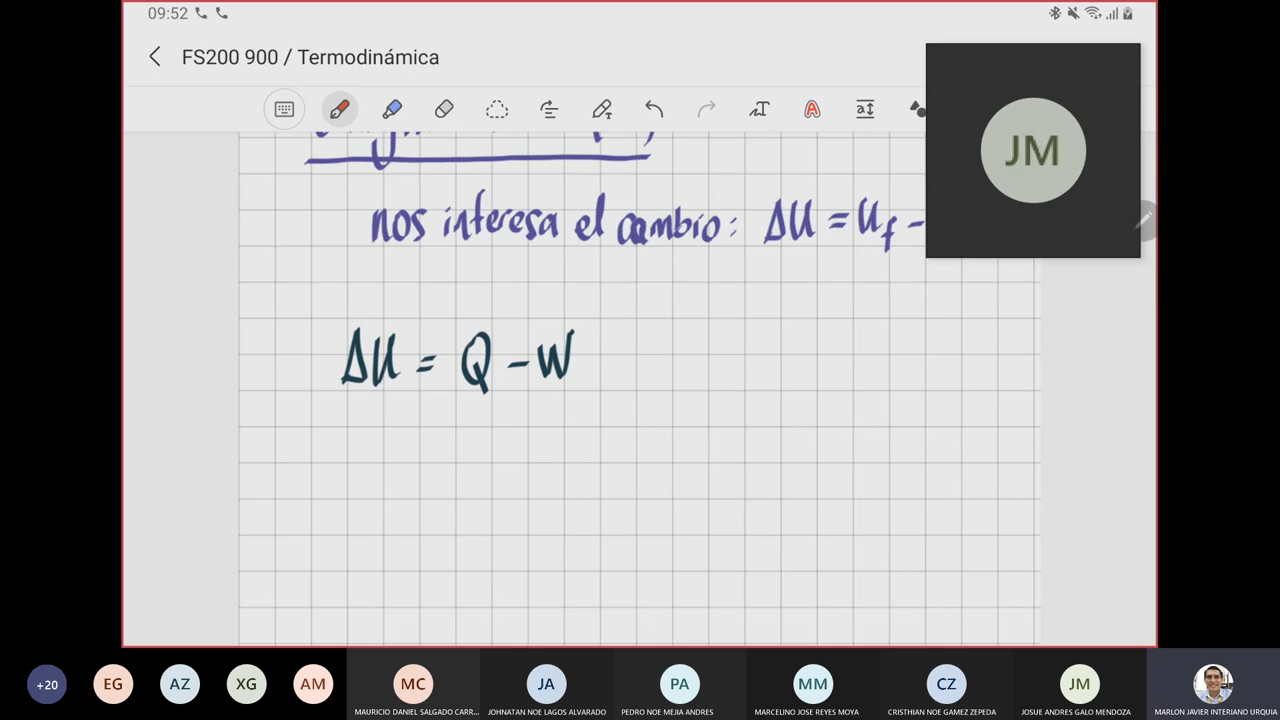 09:52
FS200 900 / Termodinámica
JM
nos interesa el cambio: ΔU = Uf -
ΔU = Q - W
+20
EG
AZ
XG
AM
MC
JA
PA
MM
CZ
JM
MAURICIO DANIEL SALGADO CARR...
JOHNATAN NOE LAGOS ALVARADO
PEDRO NOE MEJIA ANDRES
MARCELINO JOSE REYES MOYA
CRISTHIAN NOE GAMEZ ZEPEDA
JOSUE ANDRES GALO MENDOZA
MARLON JAVIER INTERIANO URQUIA